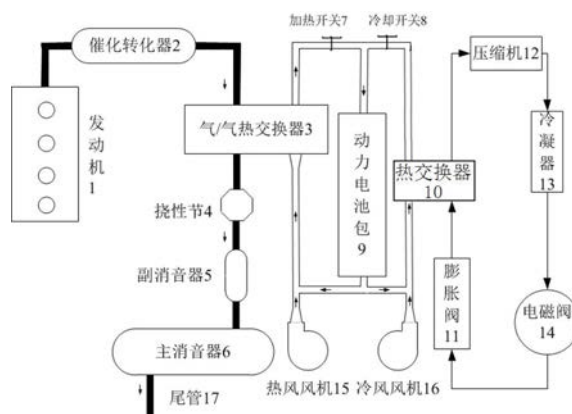 加热开关7
冷却开关8
催化转化器2
压缩机12
发动机1
气/气热交换器3
动力电池包9
冷凝器13
热交换器
10
挠性节4
副消音器5
膨胀阀11
电磁阀
14
主消音器6
热风风机15
冷风风机16
尾管17